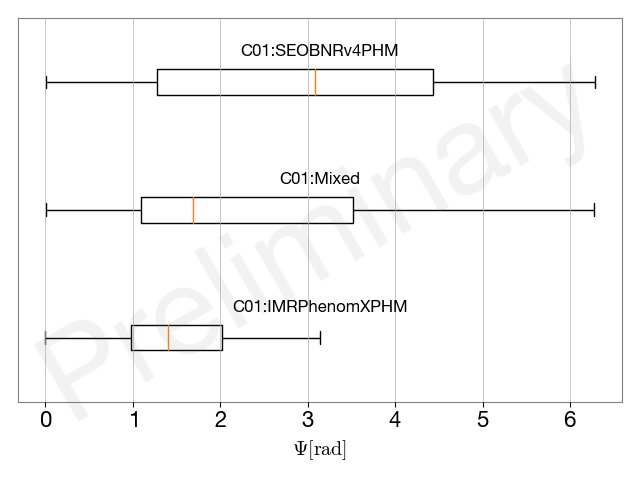 C01:SEOBNRv4PHM
C01:Mixed
C01:IMRPhenomXPHM
Preliminary
0 1 2 3 4 5 6
Ψ[rad]